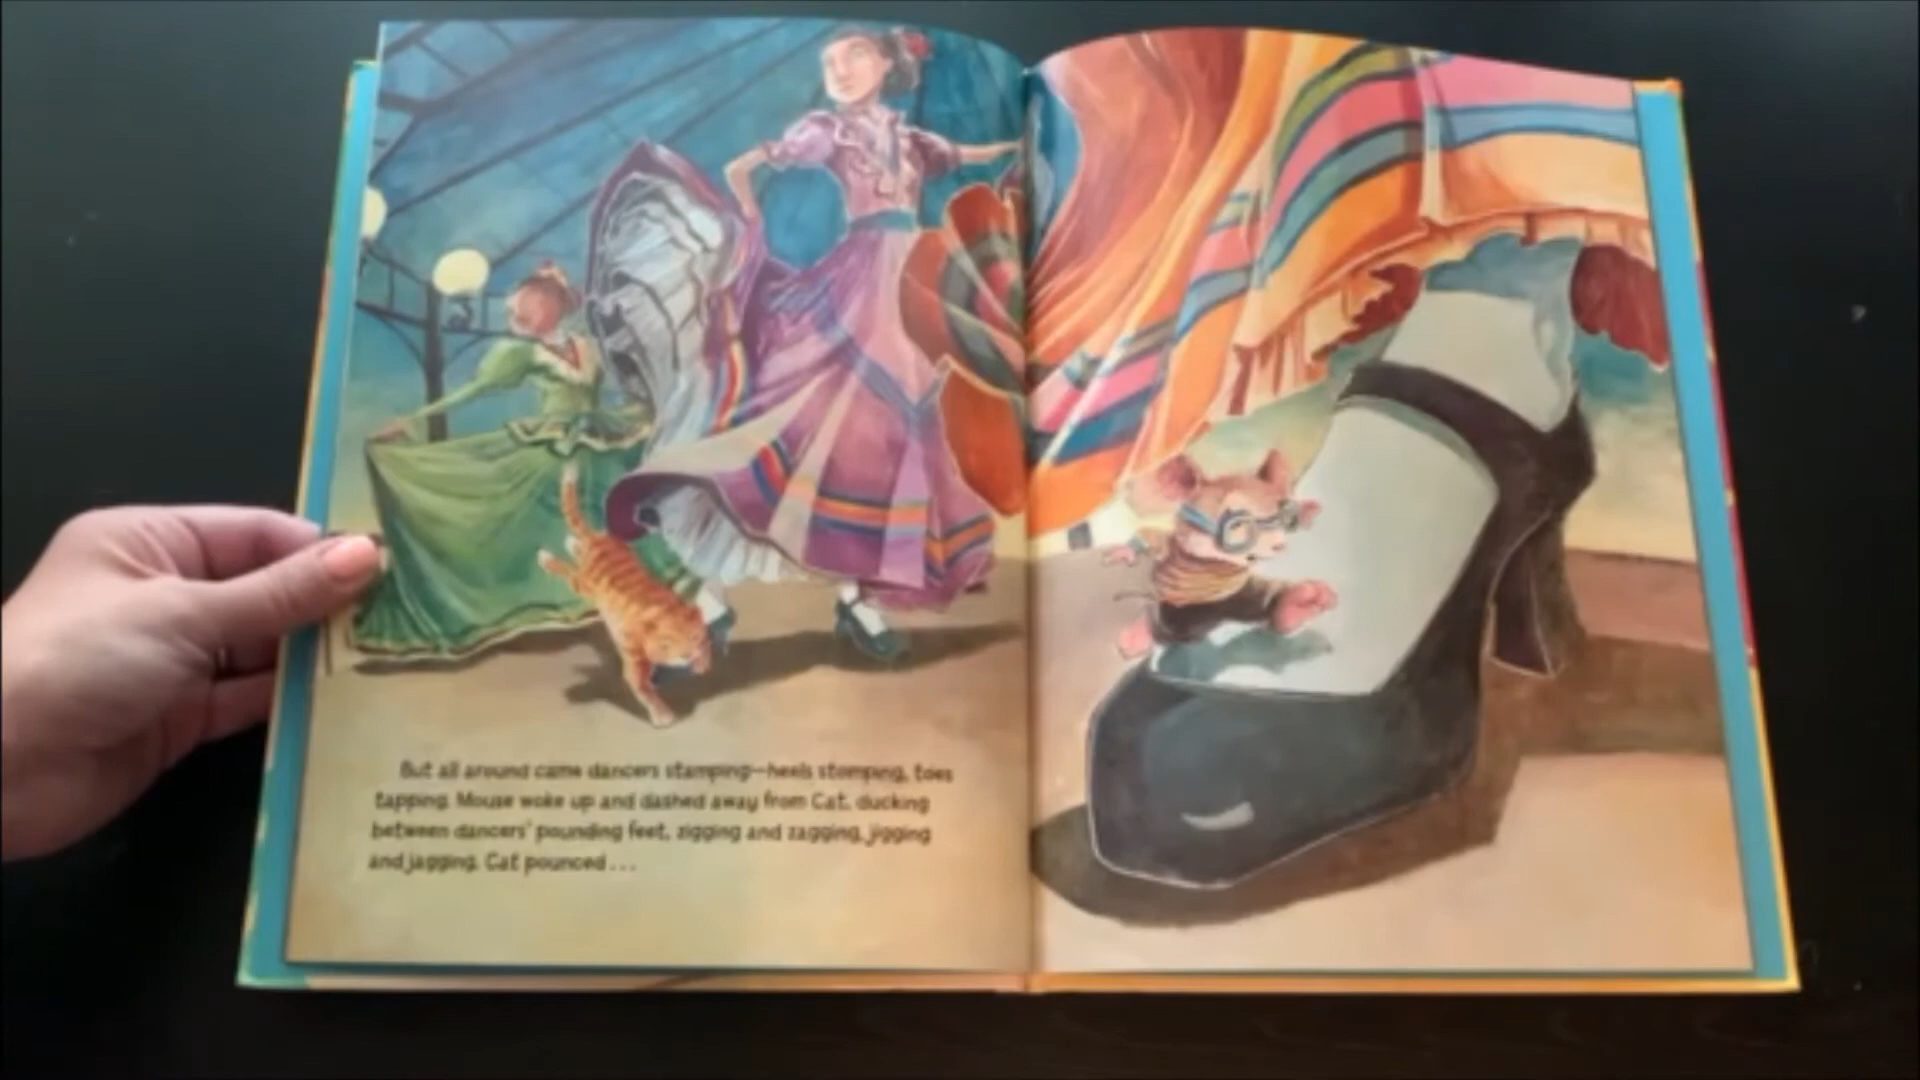 But all around came dancers stamping—heels stomping, toes
tapping. Mouse woke up and dashed away from Cat, ducking
between dancers' pounding feet, zigging and zagging, jigging
and jagging. Cat pounced . . .